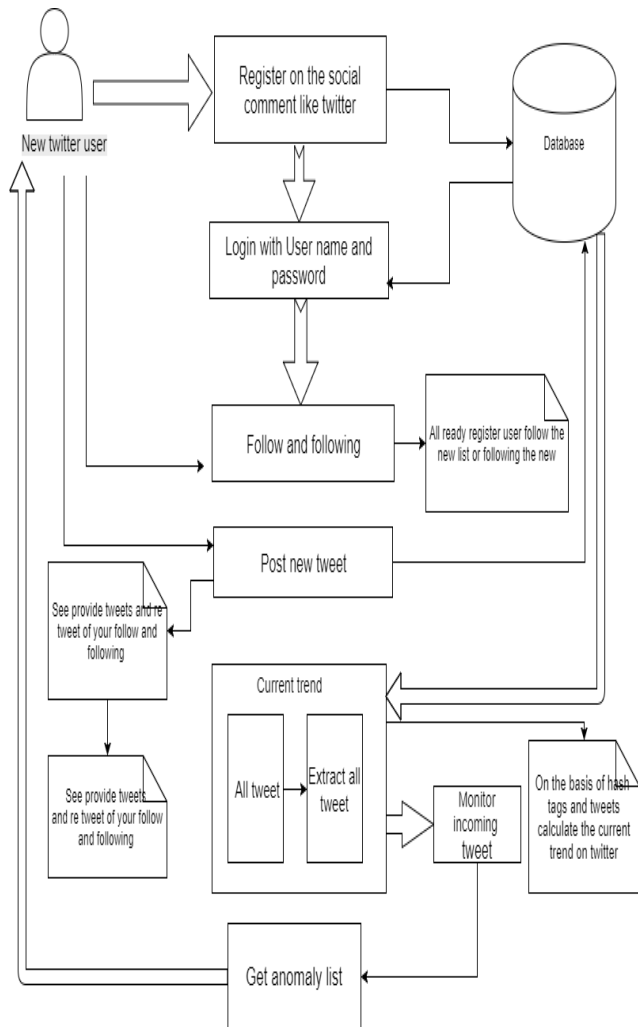 Register on the social
comment like twitter
New twitter user
Database
Login with User name and
password
Follow and following
All ready register user follow the
new list or following the new
Post new tweet
See provide tweets and re
tweet of your follow and
following
Current trend
All tweet
Extract all
tweet
Monitor
incoming
tweet
On the basis of hash
tags and tweets
calculate the current
trend on twitter
See provide tweets
and re tweet of your follow
and following
Get anomaly list